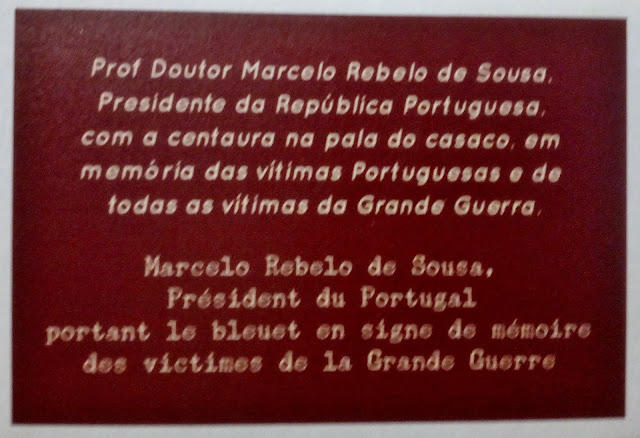 Prof Doutor Marcelo Rebelo de Sousa,
Presidente da República Portuguesa,
com a centaura na pala do casaco, em
memória das vítimas Portuguesas e de
todas as vítimas da Grande Guerra.
Marcelo Rebelo de Sousa,
Président du Portugal
portant le bleuet en signe de mémoire
des victimes de la Grande Guerre